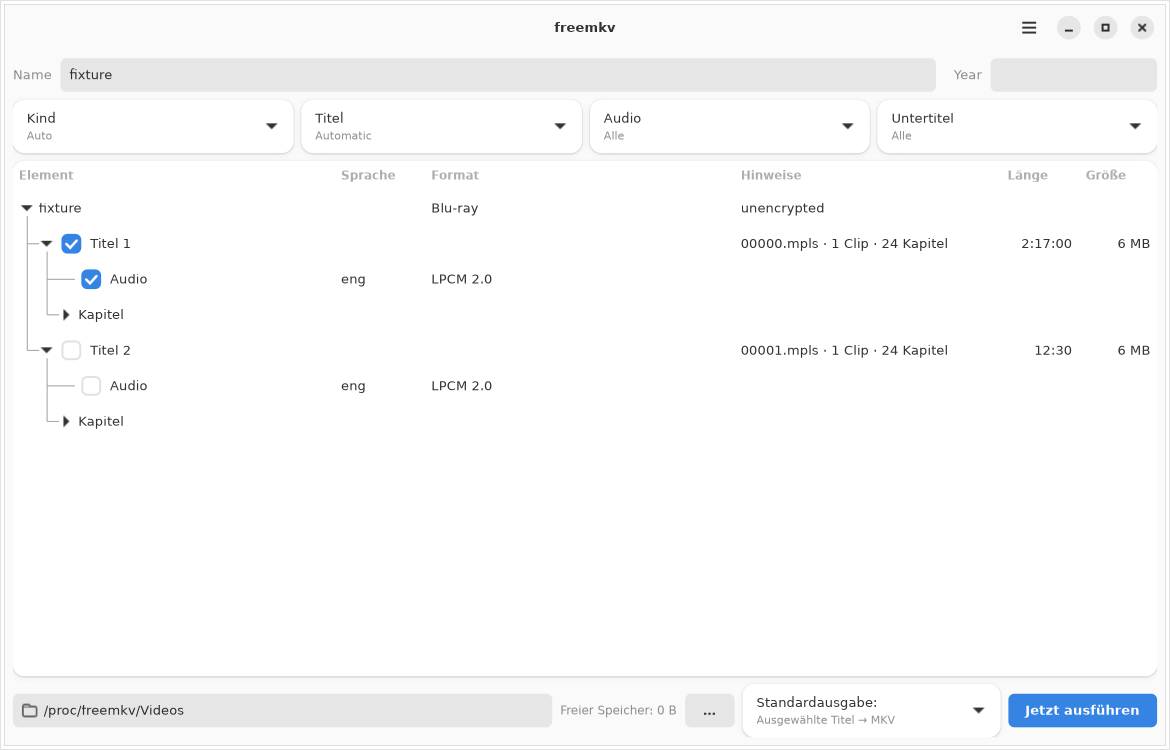 freemkv
Name fixture Year
Kind Titel Audio Untertitel
Auto Automatic Alle Alle
Element Sprache Format Hinweise Länge Größe
fixture Blu-ray unencrypted
Titel 1 00000.mpls · 1 Clip · 24 Kapitel 2:17:00 6 MB
Audio eng LPCM 2.0
Kapitel
Titel 2 00001.mpls · 1 Clip · 24 Kapitel 12:30 6 MB
Audio eng LPCM 2.0
Kapitel
/proc/freemkv/Videos Freier Speicher: 0 B ... Standardausgabe: Jetzt ausführen
Ausgewählte Titel → MKV